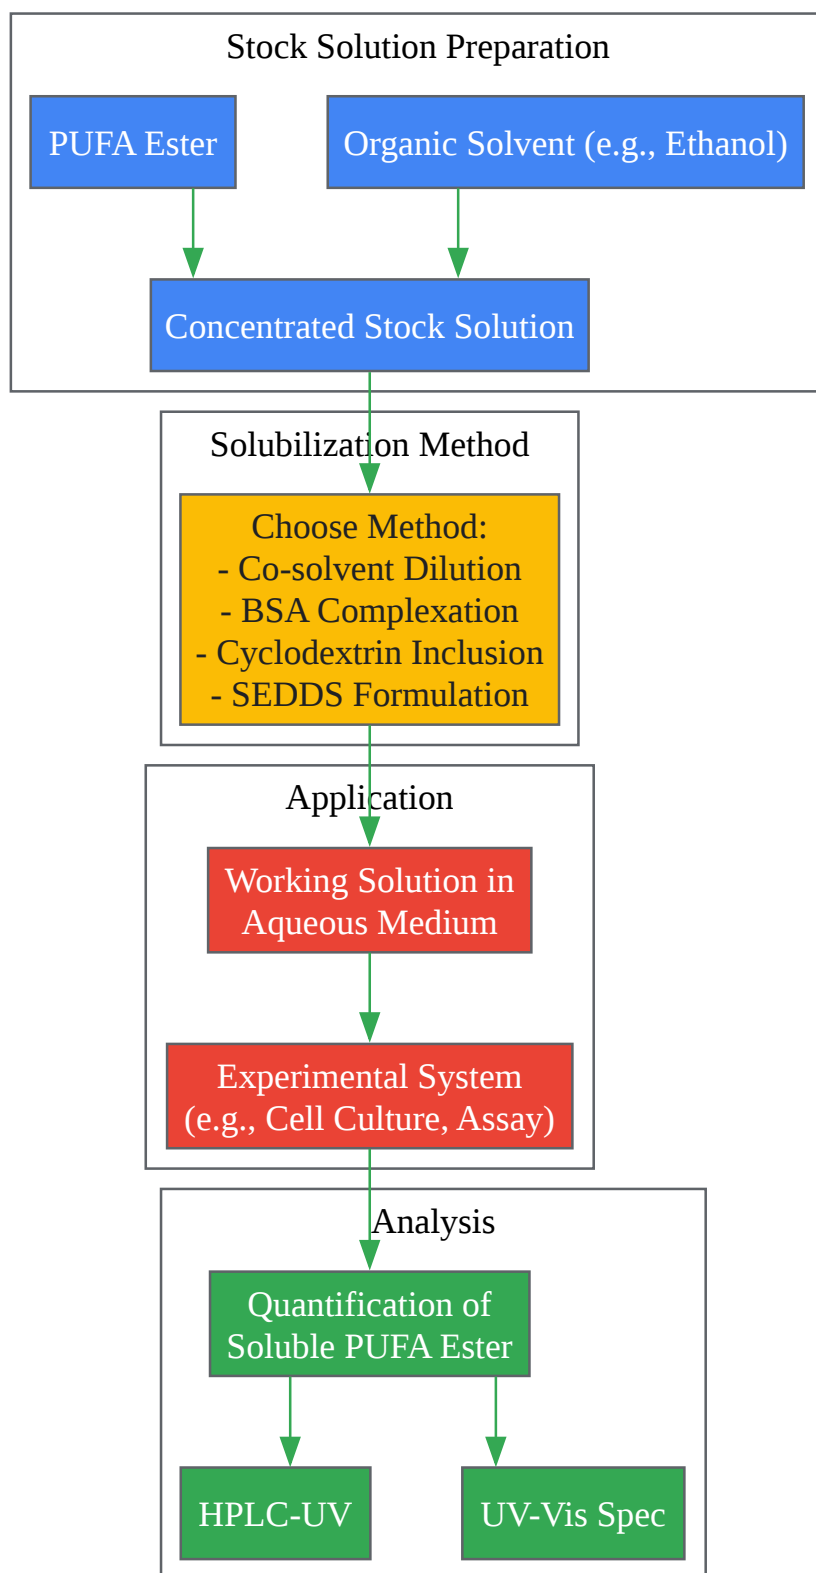 Stock Solution Preparation
PUFA Ester
Organic Solvent (e.g., Ethanol)
Concentrated Stock Solution
Solubilization Method
Choose Method:
- Co-solvent Dilution
- BSA Complexation
- Cyclodextrin Inclusion
- SEDDS Formulation
Application
Working Solution in
Aqueous Medium
Experimental System
(e.g., Cell Culture, Assay)
Analysis
Quantification of
Soluble PUFA Ester
HPLC-UV
UV-Vis Spec